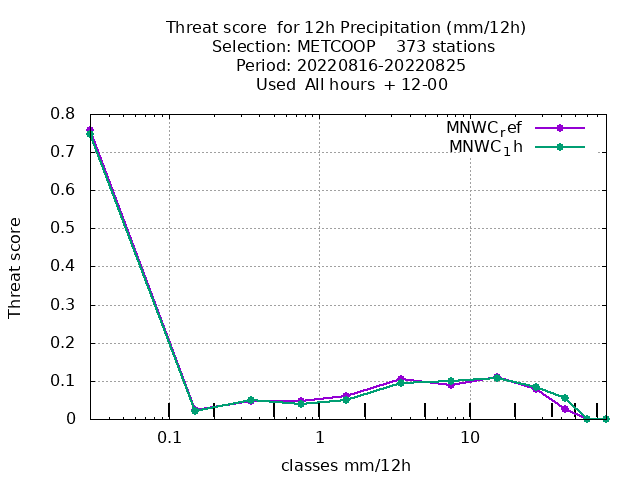 Threat score  for 12h Precipitation (mm/12h)
Selection: METCOOP    373 stations
Period: 20220816-20220825
Used  All hours  + 12-00
MNWC_ref
MNWC_1h
0.8
0.7
0.6
0.5
0.4
0.3
0.2
0.1
0
Threat score
0.1 1 10
classes mm/12h